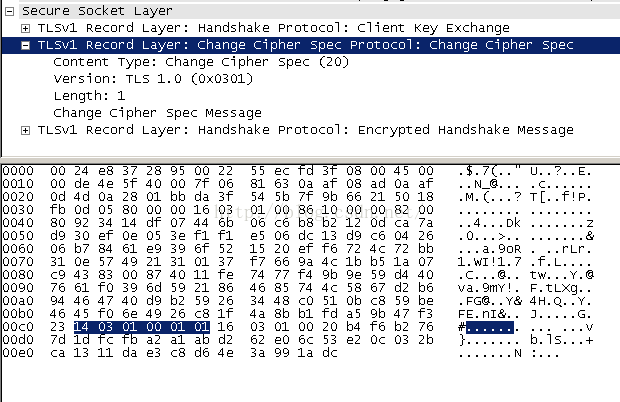 Secure Socket Layer
TLSv1 Record Layer: Handshake Protocol: Client Key Exchange
TLSv1 Record Layer: Change Cipher Spec Protocol: Change Cipher Spec
Content Type: Change Cipher Spec (20)
Version: TLS 1.0 (0x0301)
Length: 1
Change Cipher Spec Message
TLSv1 Record Layer: Handshake Protocol: Encrypted Handshake Message
0000 00 24 e8 37 28 95 00 22 55 ec fd 3f 08 00 45 00 .$.7(.." U..?..E.
0010 00 de 4e 5f 40 00 7f 06 81 63 0a af 08 ad 0a af ..N_@... .c......
0020 0d 4d 0a 28 01 bb da 3f 54 5b 7f 9b 66 21 50 18 .M.(...? T[..f!P.
0030 fb 0d 05 80 00 00 16 03 01 00 86 10 00 00 82 00 ........ ........
0040 80 92 34 14 df 07 44 6b 06 c6 b8 b2 12 0d ca 7a ..4...Dk .......z
0050 d9 30 ef 0e 05 3e f1 f1 e5 06 dc 13 d9 c6 04 26 .0...>.. .......&
0060 06 b7 84 61 e9 39 6f 52 15 20 ef f6 72 4c 72 bb ...a.9oR . ..rLr.
0070 31 0e 57 49 21 31 01 37 f7 66 9a 4c 1b b5 1a 07 1.WI!1.7 .f.L....
0080 c9 43 83 00 87 40 11 fe 74 77 f4 9b 9e 59 d4 40 .C...@.. tw...Y.@
0090 76 61 f0 39 6d 59 21 86 46 85 74 4c 58 67 d2 b6 va.9mY!. F.tLXg..
00a0 94 46 47 40 d9 b2 59 26 34 48 c0 51 0b c8 59 be .FG@..Y& 4H.Q..Y.
00b0 46 45 f0 6e 49 26 c8 1f 4a 8b b1 fd a5 9b 47 f3 FE.nI&.. J.....G.
00c0 23 14 03 01 00 01 01 16 03 01 00 20 b4 f6 b2 76 #....... ... ...v
00d0 7d 1d fc fb a2 a1 ab d2 62 e0 6c 53 e2 0c 03 2b }....... b.lS...+
00e0 ca 13 11 da e3 c8 d6 4e 3a 99 1a dc .......N :...